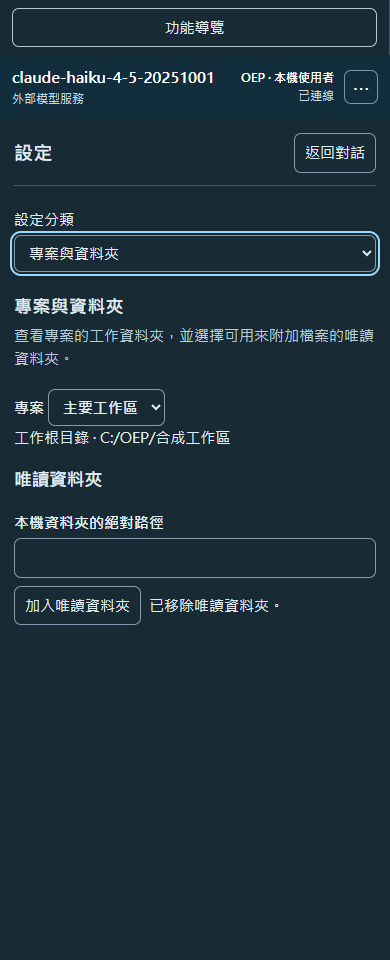 功能導覽
claude-haiku-4-5-20251001
OEP · 本機使用者
外部模型服務
已連線
...
設定
返回對話
設定分類
專案與資料夾
專案與資料夾
查看專案的工作資料夾，並選擇可用來附加檔案的唯讀
資料夾。
專案 主要工作區
工作根目錄 · C:/OEP/合成工作區
唯讀資料夾
本機資料夾的絕對路徑
加入唯讀資料夾 已移除唯讀資料夾。